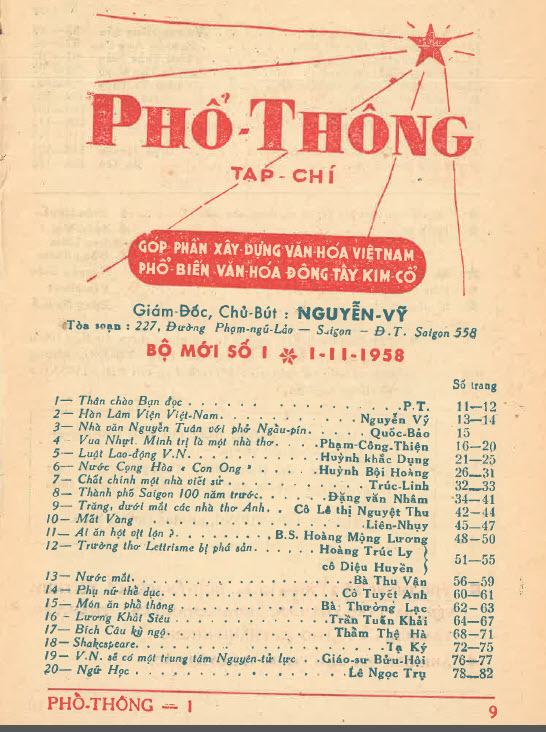 PHỔ-THÔNG
TẠP-CHÍ
GÓP PHẦN XÂY DỰNG VĂN-HÓA VIỆTNAM
PHỔ-BIẾN VĂN-HÓA ĐÔNG TÂY KIM CỔ
Giám-Đốc, Chủ-Bút : NGUYỄN-VỸ
Tòa soạn : 227, Đường Phạm-ngũ-Lão — Saigon — Đ.T. Saigon 558
BỘ MỚI SỐ 1 * 1-11-1958
Số trang
1— Thân chào Bạn đọc . . . . . . . . . . . . . P.T. 11—12
2— Hàn Lâm Viện Việt-Nam. . . . . . . . . . Nguyễn Vỹ 13—14
3— Nhà văn Nguyễn Tuân với phở Ngầu-pín. . . . . Quốc-Bảo 15
4 - Vua Nhựt. Minh trị là một nhà thơ. . . . Phạm-Công-Thiện 16—20
5— Luật Lao-động V.N. . . . . . . . . Huỳnh khắc Dụng 21—25
6— Nước Cọng Hòa « Con Ong » . . . . . . Huỳnh Bội Hoàng 26—31
7— Chất chính một nhà viết sử . . . . . . . . Trúc-Linh 32—33
8— Thành phố Saigon 100 năm trước. . . . . Đặng văn Nhâm 34—41
9— Trăng, dưới mắt các nhà thơ Anh. . Cô Lê thị Nguyệt Thu 42—44
10— Mắt Vàng . . . . . . . . . . . . . Liên-Nhụy 45—47
11— Ai ăn hột vịt lộn ? . . . . . . B.S. Hoàng Mộng Lương 48—50
12— Trường thơ Lettrisme bị phá sản. . . . . Hoàng Trúc Ly }
cô Diệu Huyền } 51—55
13— Nước mắt. . . . . . . . . . . . . Bà Thu Vân 56—59
14— Phụ nữ thể dục. . . . . . . . . . Cô Tuyết Anh 60—61
15— Món ăn phổ thông . . . . . . . Bà Thường Lạc 62—63
16 - Lương Khải Siêu . . . . . . . . Trần Tuấn Khải 64—67
17— Bích Câu kỳ ngộ. . . . . . . . . Thẩm Thệ Hà 68—71
18— Shakespeare. . . . . . . . . . . . . Tạ Ký 72—75
19— V.N. sẽ có một trung tâm Nguyên-tử lực . Giáo-sư Bửu-Hội 76—77
20— Ngữ Học . . . . . . . . . . . . Lê Ngọc Trụ 78—82
PHỔ-THÔNG — 1
9